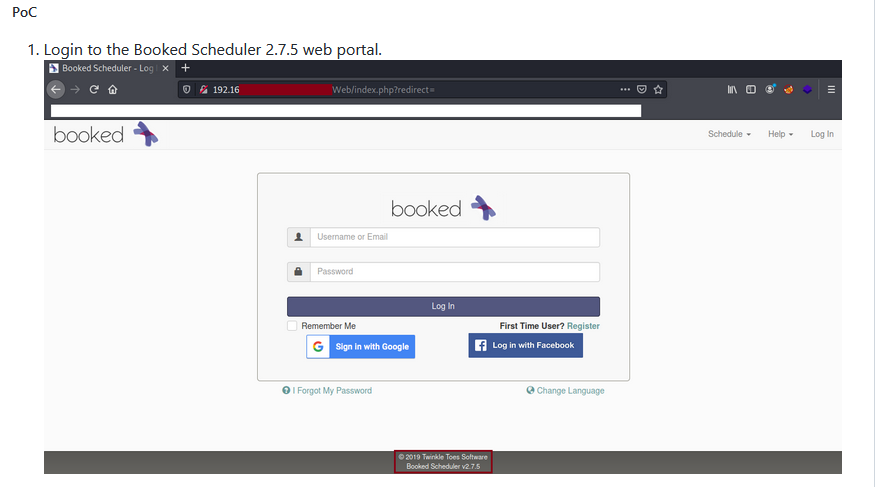 PoC
1. Login to the Booked Scheduler 2.7.5 web portal.
Booked Scheduler - Log
192.16 Web/index.php?redirect=
booked
Schedule Help Log In
booked
Username or Email
Password
Log In
Remember Me First Time User? Register
Sign in with Google Log in with Facebook
I Forgot My Password Change Language
© 2019 Twinkle Toes Software
Booked Scheduler v2.7.5